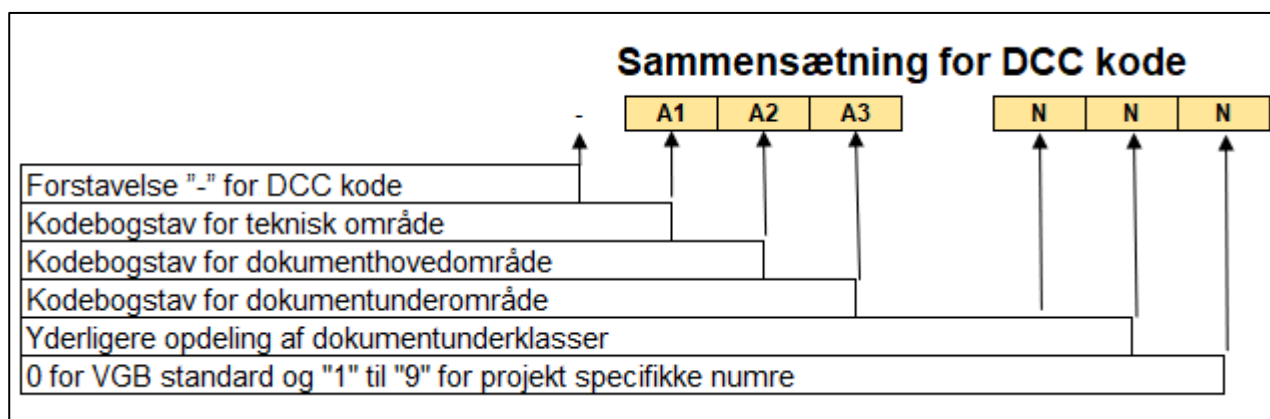 Sammensætning for DCC kode
- A1 A2 A3 N N N
Forstavelse "-" for DCC kode
Kodebogstav for teknisk område
Kodebogstav for dokumenthovedområde
Kodebogstav for dokumentunderområde
Yderligere opdeling af dokumentunderklasser
0 for VGB standard og "1" til "9" for projekt specifikke numre